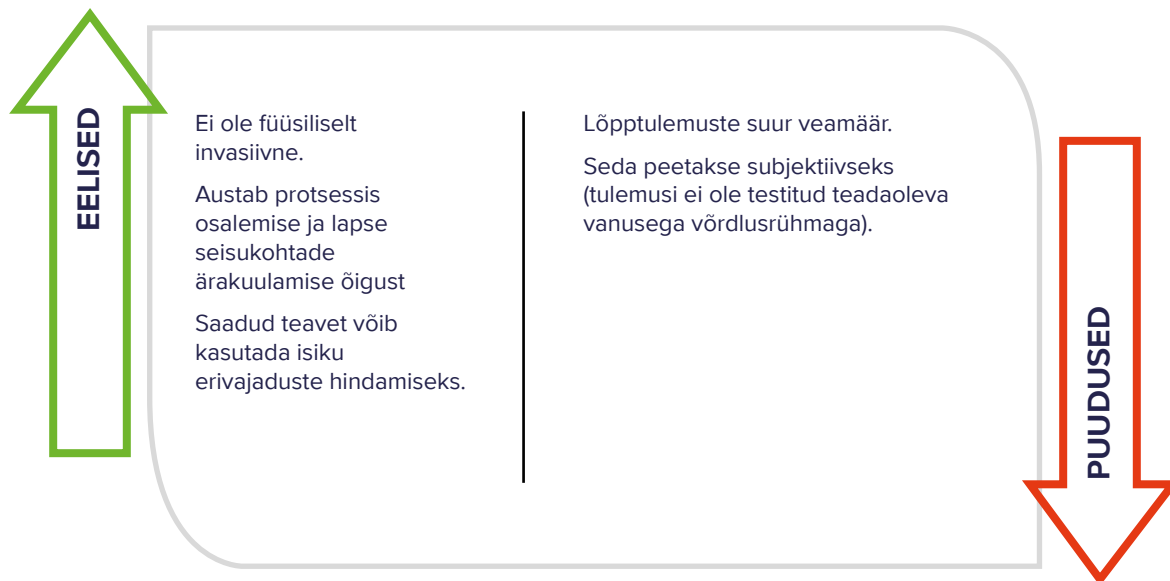 EELISED
Ei ole füüsiliselt
invasiivne.
Austab protsessis
osalemise ja lapse
seisukohtade
ärakuulamise õigust
Saadud teavet võib
kasutada isiku
erivajaduste hindamiseks.
Lõpptulemuste suur veamäär.
Seda peetakse subjektiivseks
(tulemusi ei ole testitud teadaoleva
vanusega võrdlusrühmaga).
PUUDUSED